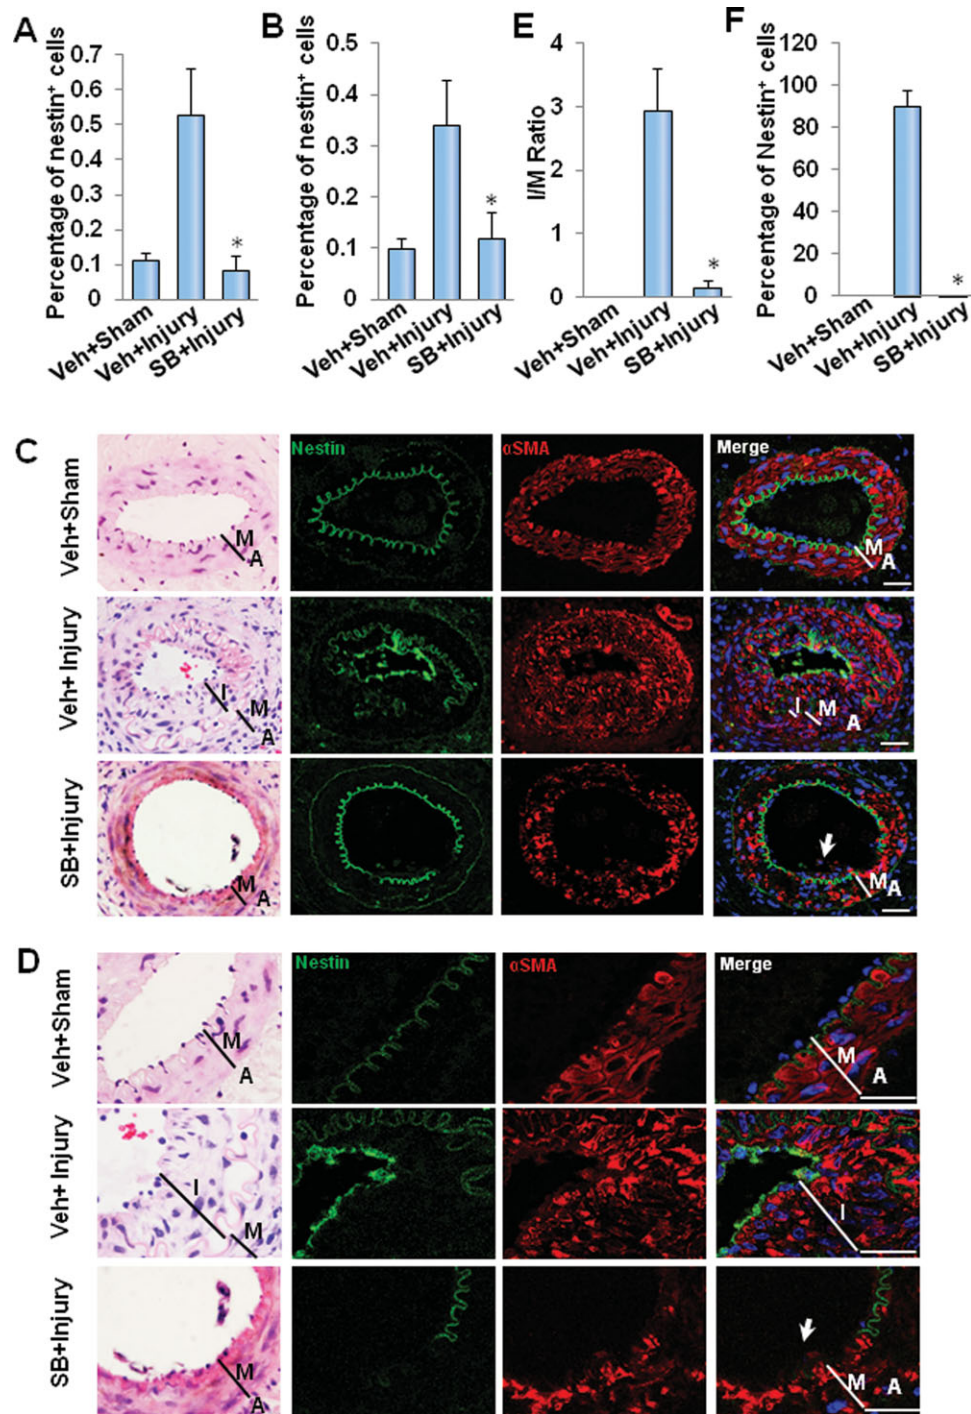 A
Percentage of nestin⁺ cells
0.7
0.6
0.5
0.4
0.3
0.2
0.1
0
*
Veh+Sham
Veh+Injury
SB+Injury
B
Percentage of nestin⁺ cells
0.5
0.4
0.3
0.2
0.1
0
*
Veh+Sham
Veh+Injury
SB+Injury
E
I/M Ratio
4
3
2
1
0
*
Veh+Sham
Veh+Injury
SB+Injury
F
Percentage of Nestin⁺ cells
120
100
80
60
40
20
0
*
Veh+Sham
Veh+Injury
SB+Injury
C
Nestin
αSMA
Merge
Veh+Sham
M
A
M
A
Veh+ Injury
I
M
A
I
M
A
SB+Injury
M
A
M
A
D
Nestin
αSMA
Merge
Veh+Sham
M
A
M
A
Veh+ Injury
I
M
I
SB+Injury
M
A
M
A